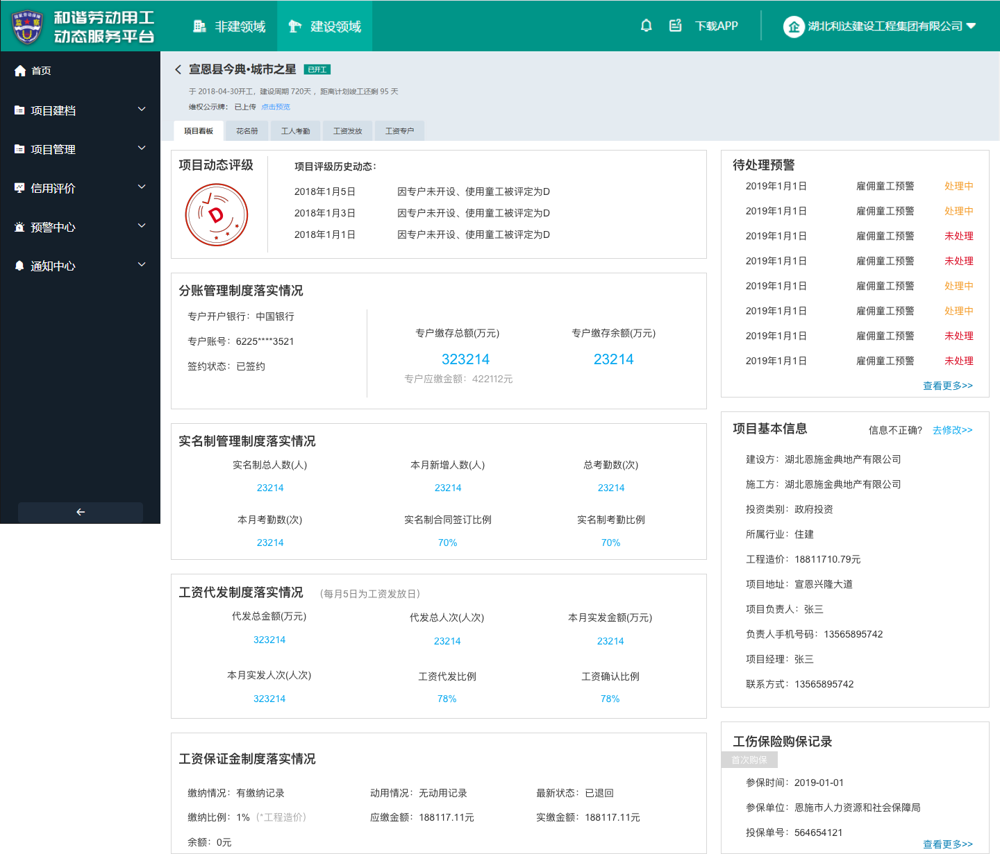 和谐劳动用工
动态服务平台
非建领域
建设领域
下载APP
湖北利达建设工程集团有限公司
首页
项目建档
项目管理
信用评价
预警中心
通知中心
宣恩县今典•城市之星 已开工
于 2018-04-30开工，建设周期 720天 ，距离计划竣工还剩 95 天
维权公示牌： 已上传 点击预览
项目看板 花名册 工人考勤 工资发放 工资专户
项目动态评级
D
项目评级历史动态：
2018年1月5日 因专户未开设、使用童工被评定为D
2018年1月3日 因专户未开设、使用童工被评定为D
2018年1月1日 因专户未开设、使用童工被评定为D
分账管理制度落实情况
专户开户银行：中国银行
专户账号：6225****3521
签约状态：已签约
专户缴存总额(万元) 专户缴存余额(万元)
323214 23214
专户应缴金额：422112元
实名制管理制度落实情况
实名制总人数(人) 本月新增人数(人) 总考勤数(次)
23214 23214 23214
本月考勤数(次) 实名制合同签订比例 实名制考勤比例
23214 70% 70%
工资代发制度落实情况 （每月5日为工资发放日）
代发总金额(万元) 代发总人次(人次) 本月实发金额(万元)
323214 23214 23214
本月实发人次(人次) 工资代发比例 工资确认比例
323214 78% 78%
工资保证金制度落实情况
缴纳情况：有缴纳记录 动用情况：无动用记录 最新状态：已退回
缴纳比例：1%（*工程造价） 应缴金额：188117.11元 实缴金额：188117.11元
余额：0元
待处理预警
2019年1月1日 雇佣童工预警 处理中
2019年1月1日 雇佣童工预警 处理中
2019年1月1日 雇佣童工预警 未处理
2019年1月1日 雇佣童工预警 未处理
2019年1月1日 雇佣童工预警 处理中
2019年1月1日 雇佣童工预警 处理中
2019年1月1日 雇佣童工预警 未处理
2019年1月1日 雇佣童工预警 未处理
查看更多>>
项目基本信息 信息不正确？ 去修改>>
建设方：湖北恩施金典地产有限公司
施工方：湖北恩施金典地产有限公司
投资类别：政府投资
所属行业：住建
工程造价：18811710.79元
项目地址：宣恩兴隆大道
项目负责人：张三
负责人手机号码：13565895742
项目经理：张三
联系方式：13565895742
工伤保险购保记录
首次购保
参保时间：2019-01-01
参保单位：恩施市人力资源和社会保障局
投保单号：564654121
查看更多>>